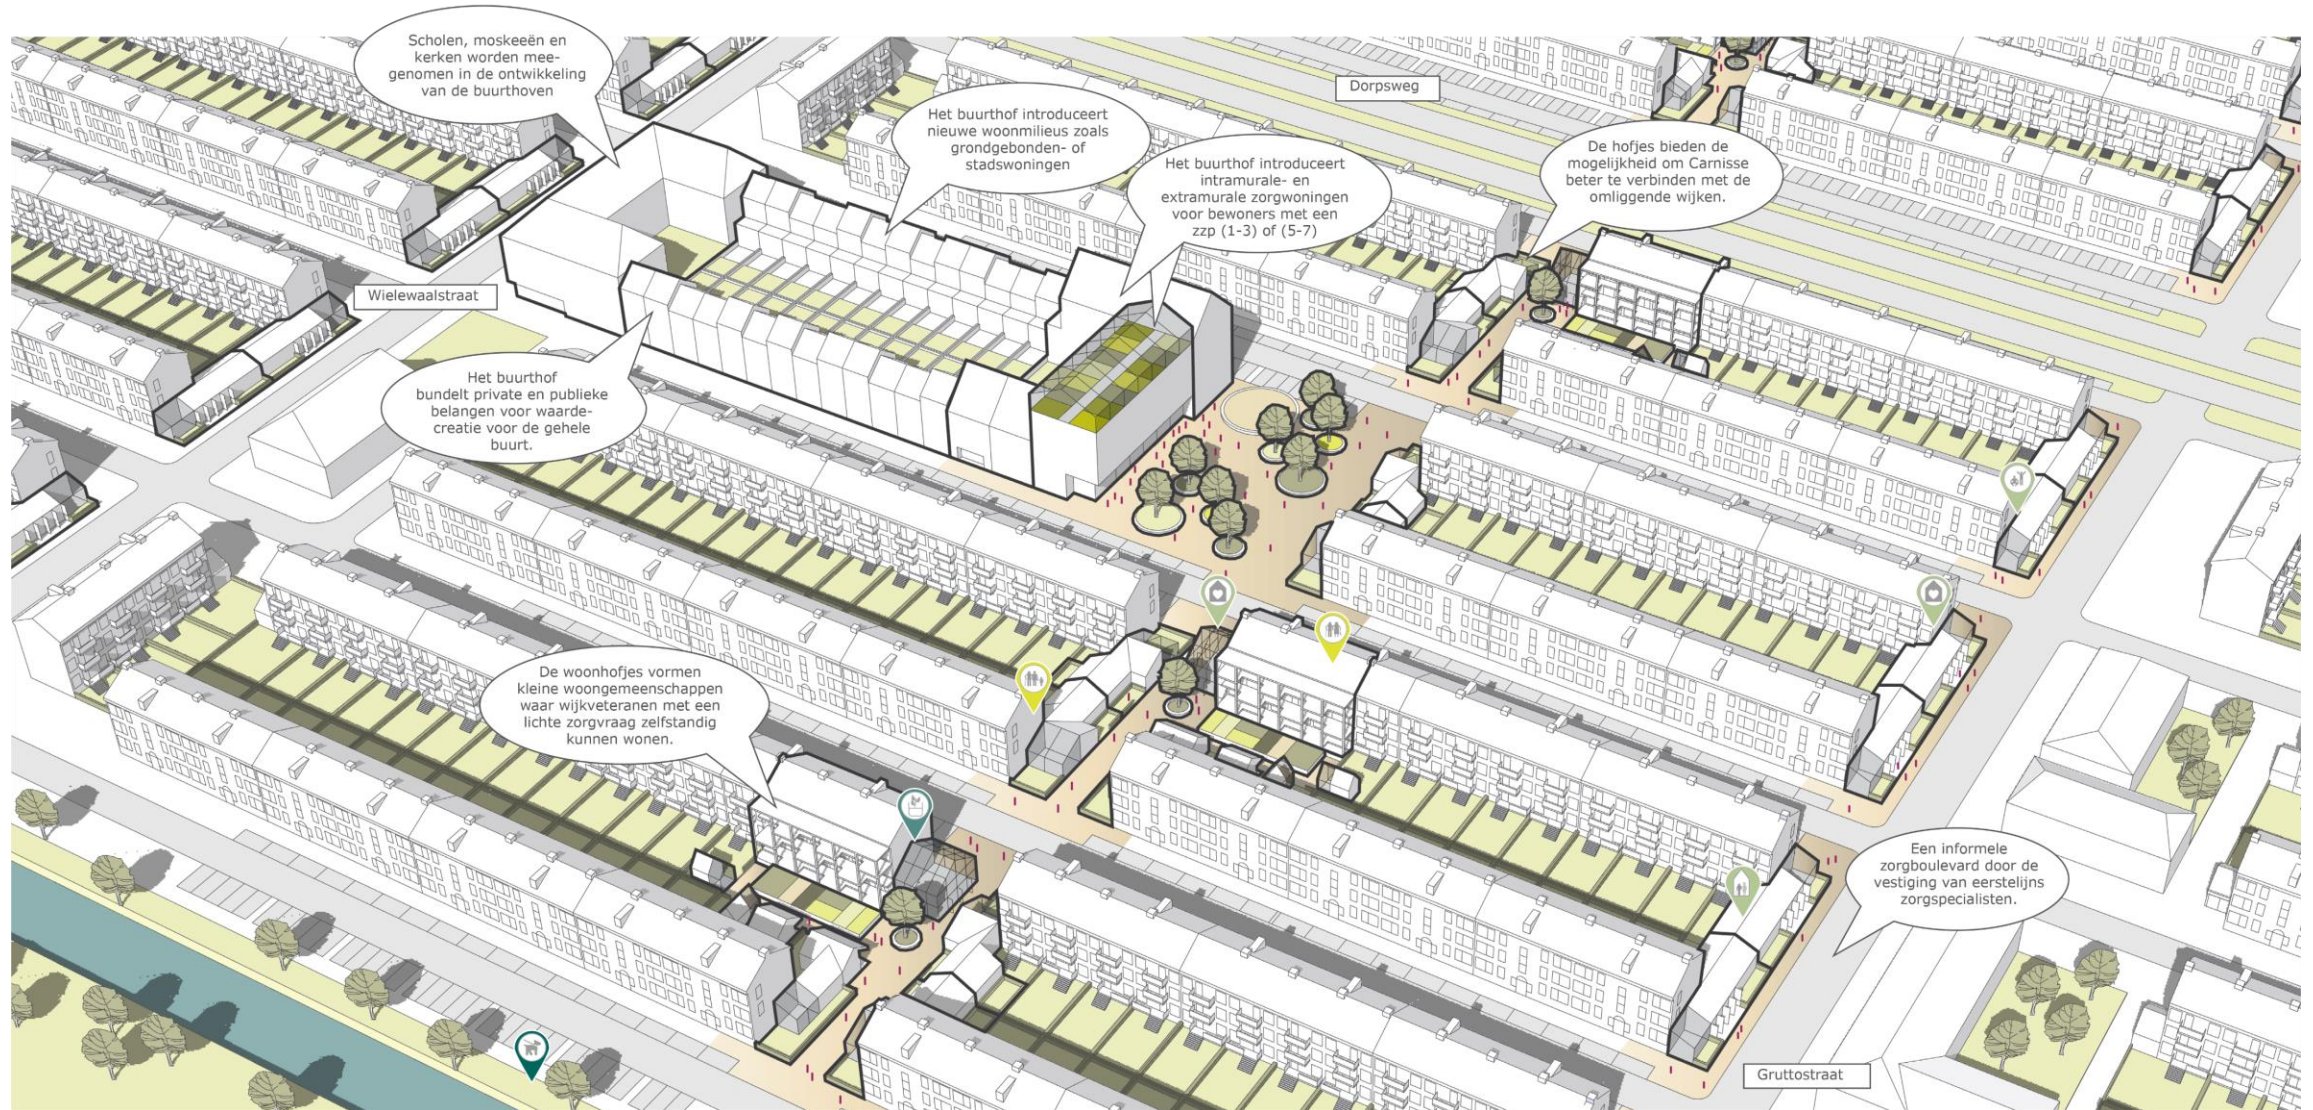 Scholen, moskeeën en
kerken worden mee-
genomen in de ontwikkeling
van de buurthoven
Dorpsweg
Het buurthof introduceert
nieuwe woonmilieus zoals
grondgebonden- of
stadswoningen
Het buurthof introduceert
intramurale- en
extramurale zorgwoningen
voor bewoners met een
zzp (1-3) of (5-7)
De hofjes bieden de
mogelijkheid om Carnisse
beter te verbinden met de
omliggende wijken.
Wielewaalstraat
Het buurthof
bundelt private en publieke
belangen voor waarde-
creatie voor de gehele
buurt.
De woonhofjes vormen
kleine woongemeenschappen
waar wijkveteranen met een
lichte zorgvraag zelfstandig
kunnen wonen.
Een informele
zorgboulevard door de
vestiging van eerstelijns
zorgspecialisten.
Gruttostraat